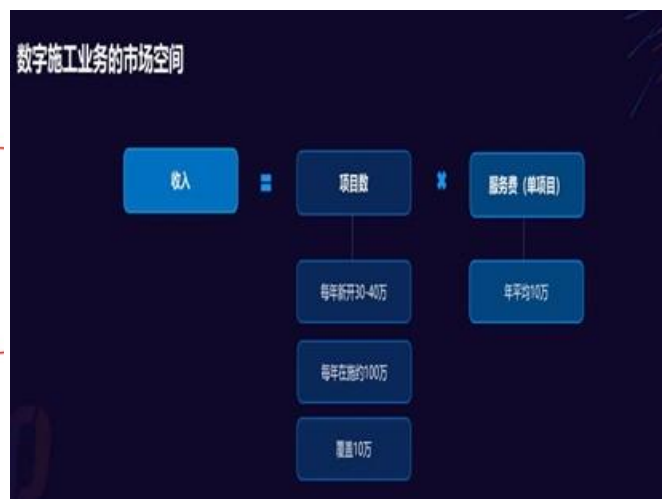 数字施工业务的市场空间
收入 = 项目数 × 服务费（单项目）
每年新开30-40万 年平均10万
每年在施约100万
覆盖10万